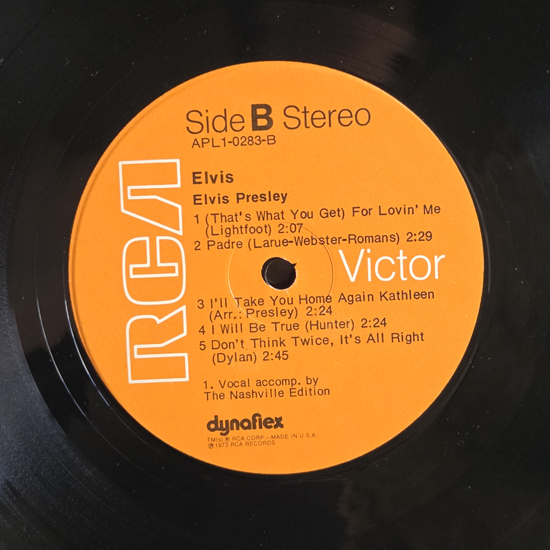 Side B Stereo
APL1-0283-B
Elvis
Elvis Presley
1 (That's What You Get) For Lovin' Me
(Lightfoot) 2:07
2 Padre (Larue-Webster-Romans) 2:29
RCA
Victor
3 I'll Take You Home Again Kathleen
(Arr.: Presley) 2:24
4 I Will Be True (Hunter) 2:24
5 Don't Think Twice, It's All Right
(Dylan) 2:45
1. Vocal accomp. by
The Nashville Edition
dynaflex
TM(s) ® RCA CORP.—MADE IN U.S.A.
℗ 1973 RCA RECORDS